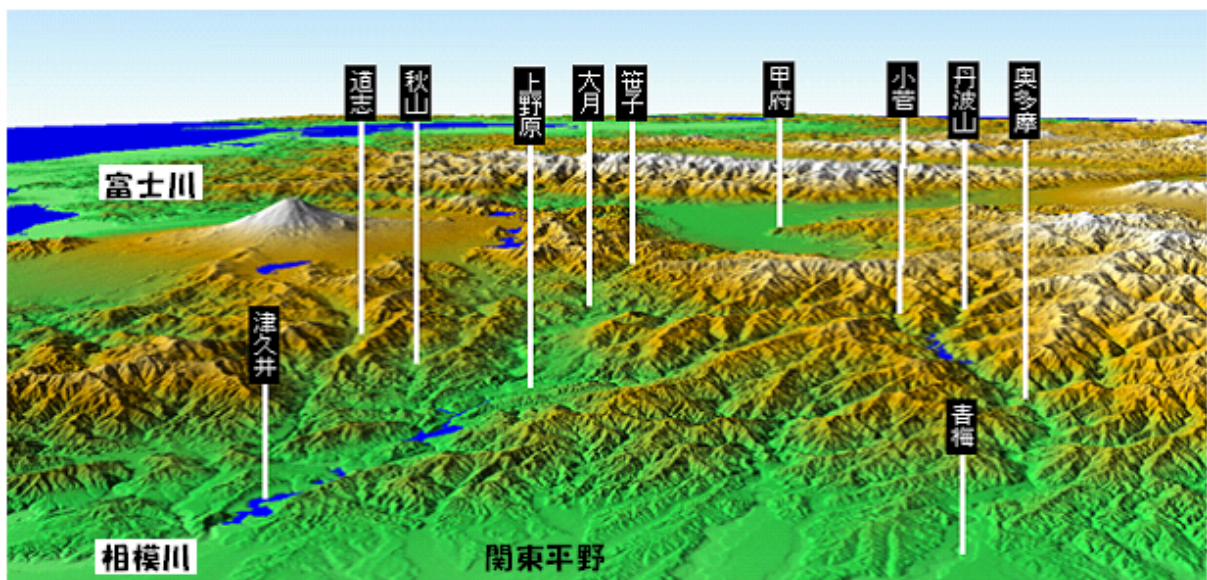 道志
秋山
上野原
大月
笹子
甲府
小菅
丹波山
奥多摩
富士川
津久井
青梅
相模川
関東平野